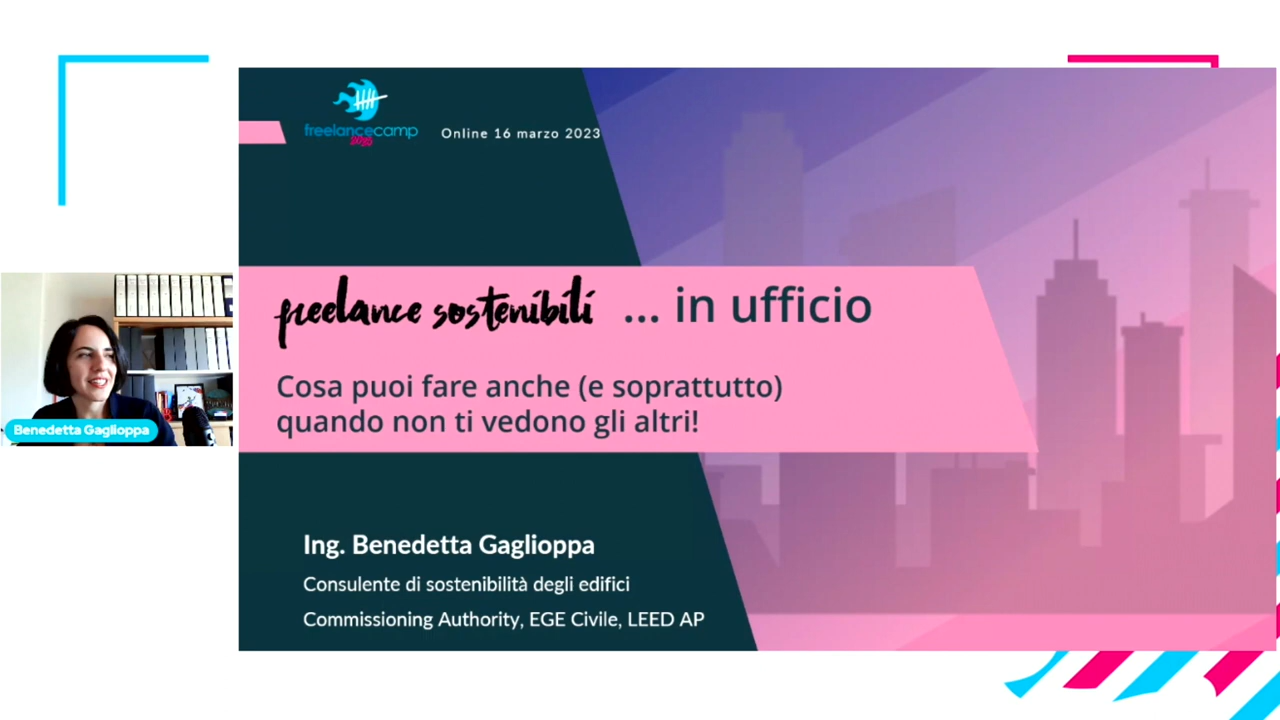 freelancecamp
Online 16 marzo 2023
freelance sostenibili ... in ufficio
Cosa puoi fare anche (e soprattutto)
quando non ti vedono gli altri!
Benedetta Gaglioppa
Ing. Benedetta Gaglioppa
Consulente di sostenibilità degli edifici
Commissioning Authority, EGE Civile, LEED AP